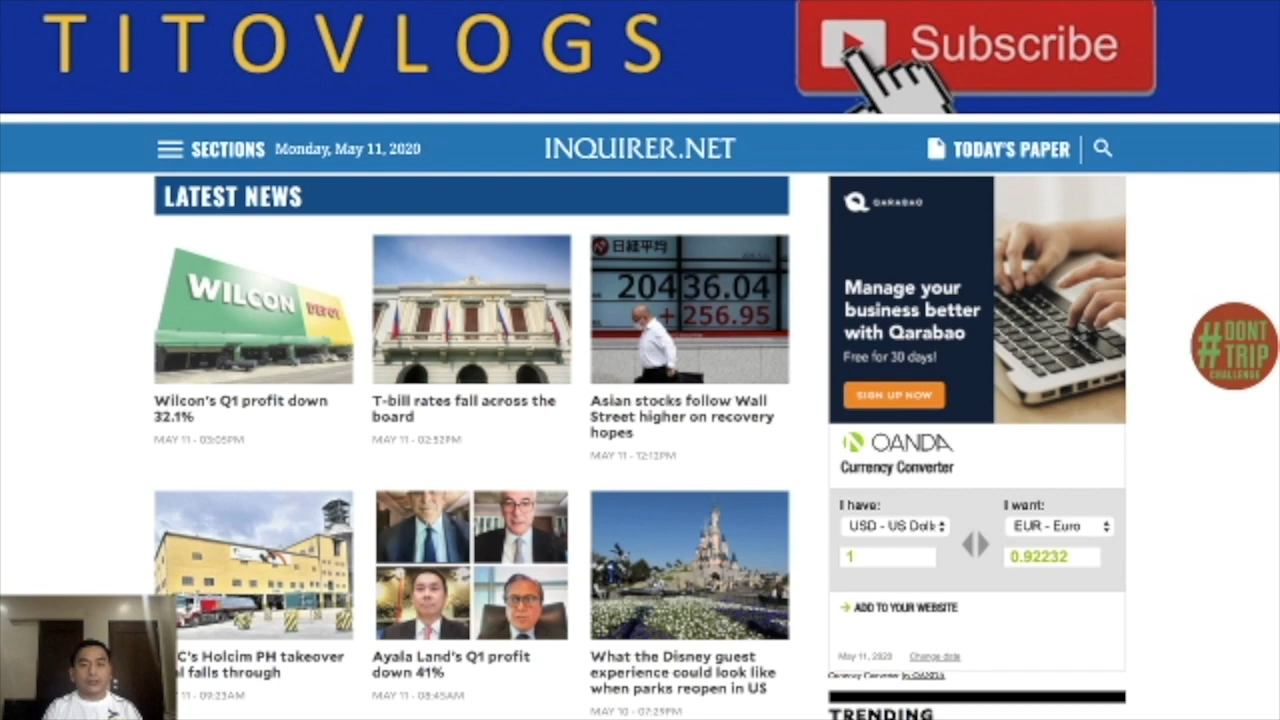 TITOVLOGS
Subscribe
SECTIONS Monday, May 11, 2020 INQUIRER.NET TODAY'S PAPER
LATEST NEWS
WILCON DEPOT
Wilcon's Q1 profit down
32.1%
MAY 11 - 03:05PM
T-bill rates fall across the
board
MAY 11 - 02:52PM
日経平均
20436.04
+256.95
Asian stocks follow Wall
Street higher on recovery
hopes
MAY 11 - 12:12PM
C's Holcim PH takeover
l falls through
11 - 09:23AM
Ayala Land's Q1 profit
down 41%
MAY 11 - 08:45AM
What the Disney guest
experience could look like
when parks reopen in US
MAY 10 - 07:29PM
QARABAO
Manage your
business better
with Qarabao
Free for 30 days!
SIGN UP NOW
OANDA
Currency Converter
I have: I want:
USD - US Doll EUR - Euro
1 0.92232
ADD TO YOUR WEBSITE
May 11, 2020 Change date
Currency Converter by OANDA
TRENDING
#DONT
TRIP
CHALLENGE